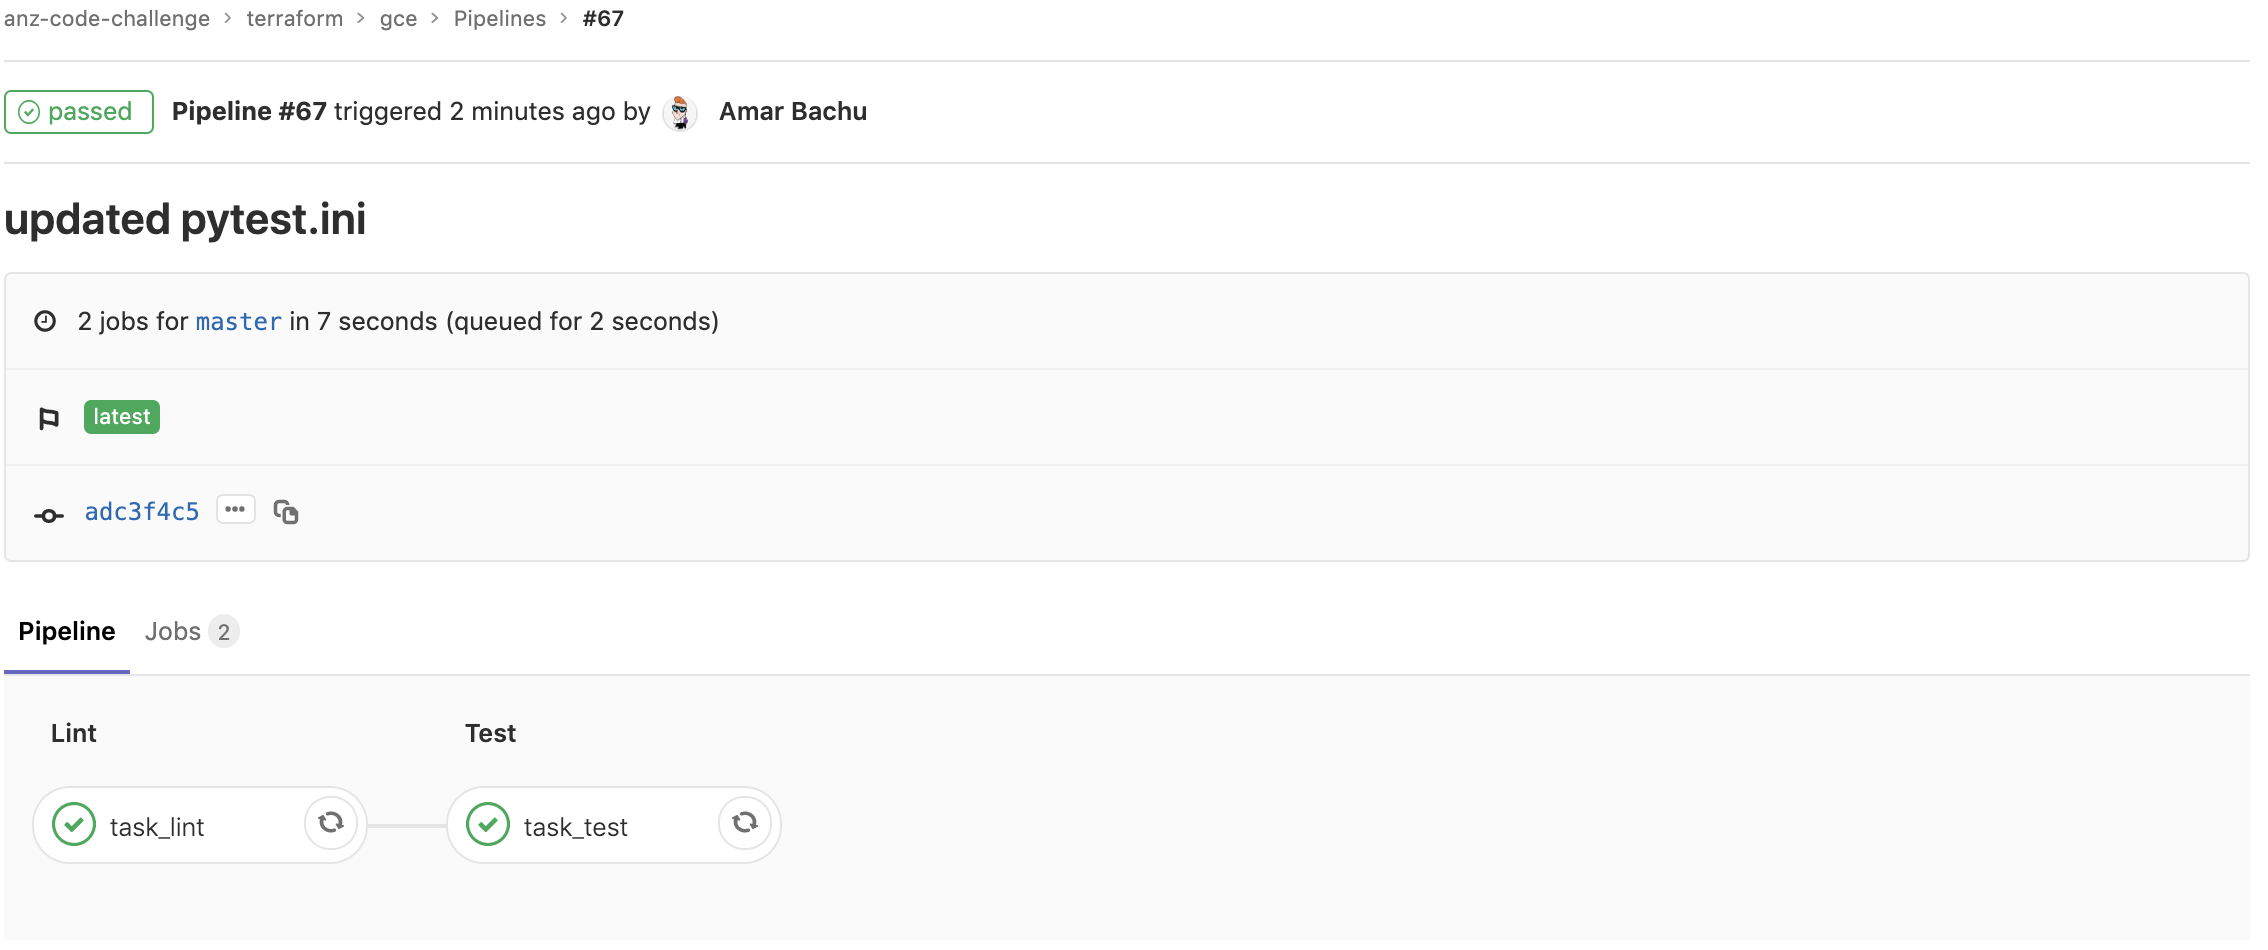 anz-code-challenge > terraform > gce > Pipelines > #67
passed Pipeline #67 triggered 2 minutes ago by Amar Bachu
updated pytest.ini
2 jobs for master in 7 seconds (queued for 2 seconds)
latest
adc3f4c5
Pipeline Jobs 2
Lint Test
task_lint task_test